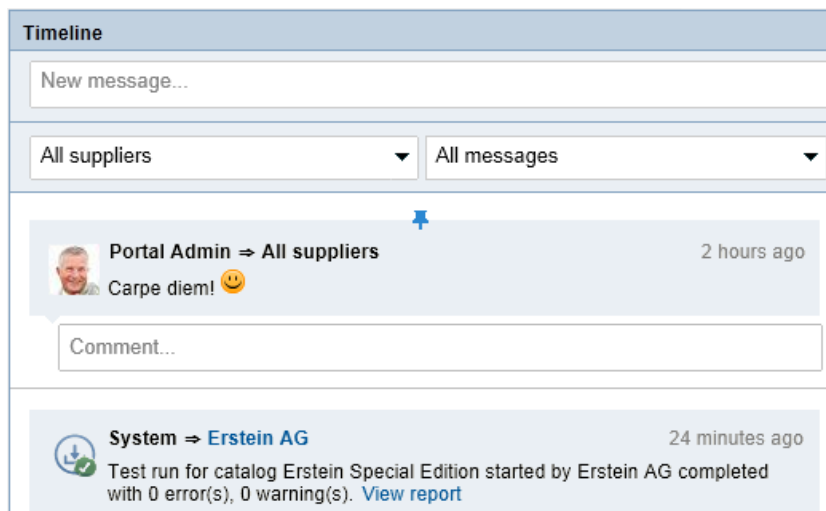 Timeline
New message...
All suppliers
All messages
Portal Admin ⇒ All suppliers
2 hours ago
Carpe diem!
Comment...
System ⇒ Erstein AG
24 minutes ago
Test run for catalog Erstein Special Edition started by Erstein AG completed
with 0 error(s), 0 warning(s). View report